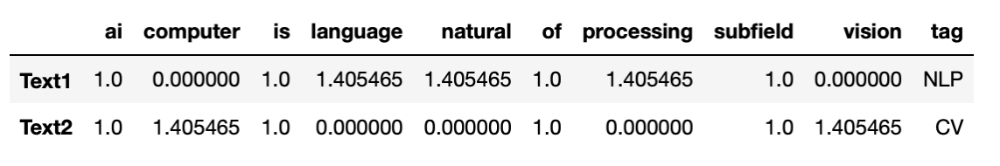 ai computer is language natural of processing subfield vision tag
Text1 1.0 0.000000 1.0 1.405465 1.405465 1.0 1.405465 1.0 0.000000 NLP
Text2 1.0 1.405465 1.0 0.000000 0.000000 1.0 0.000000 1.0 1.405465 CV